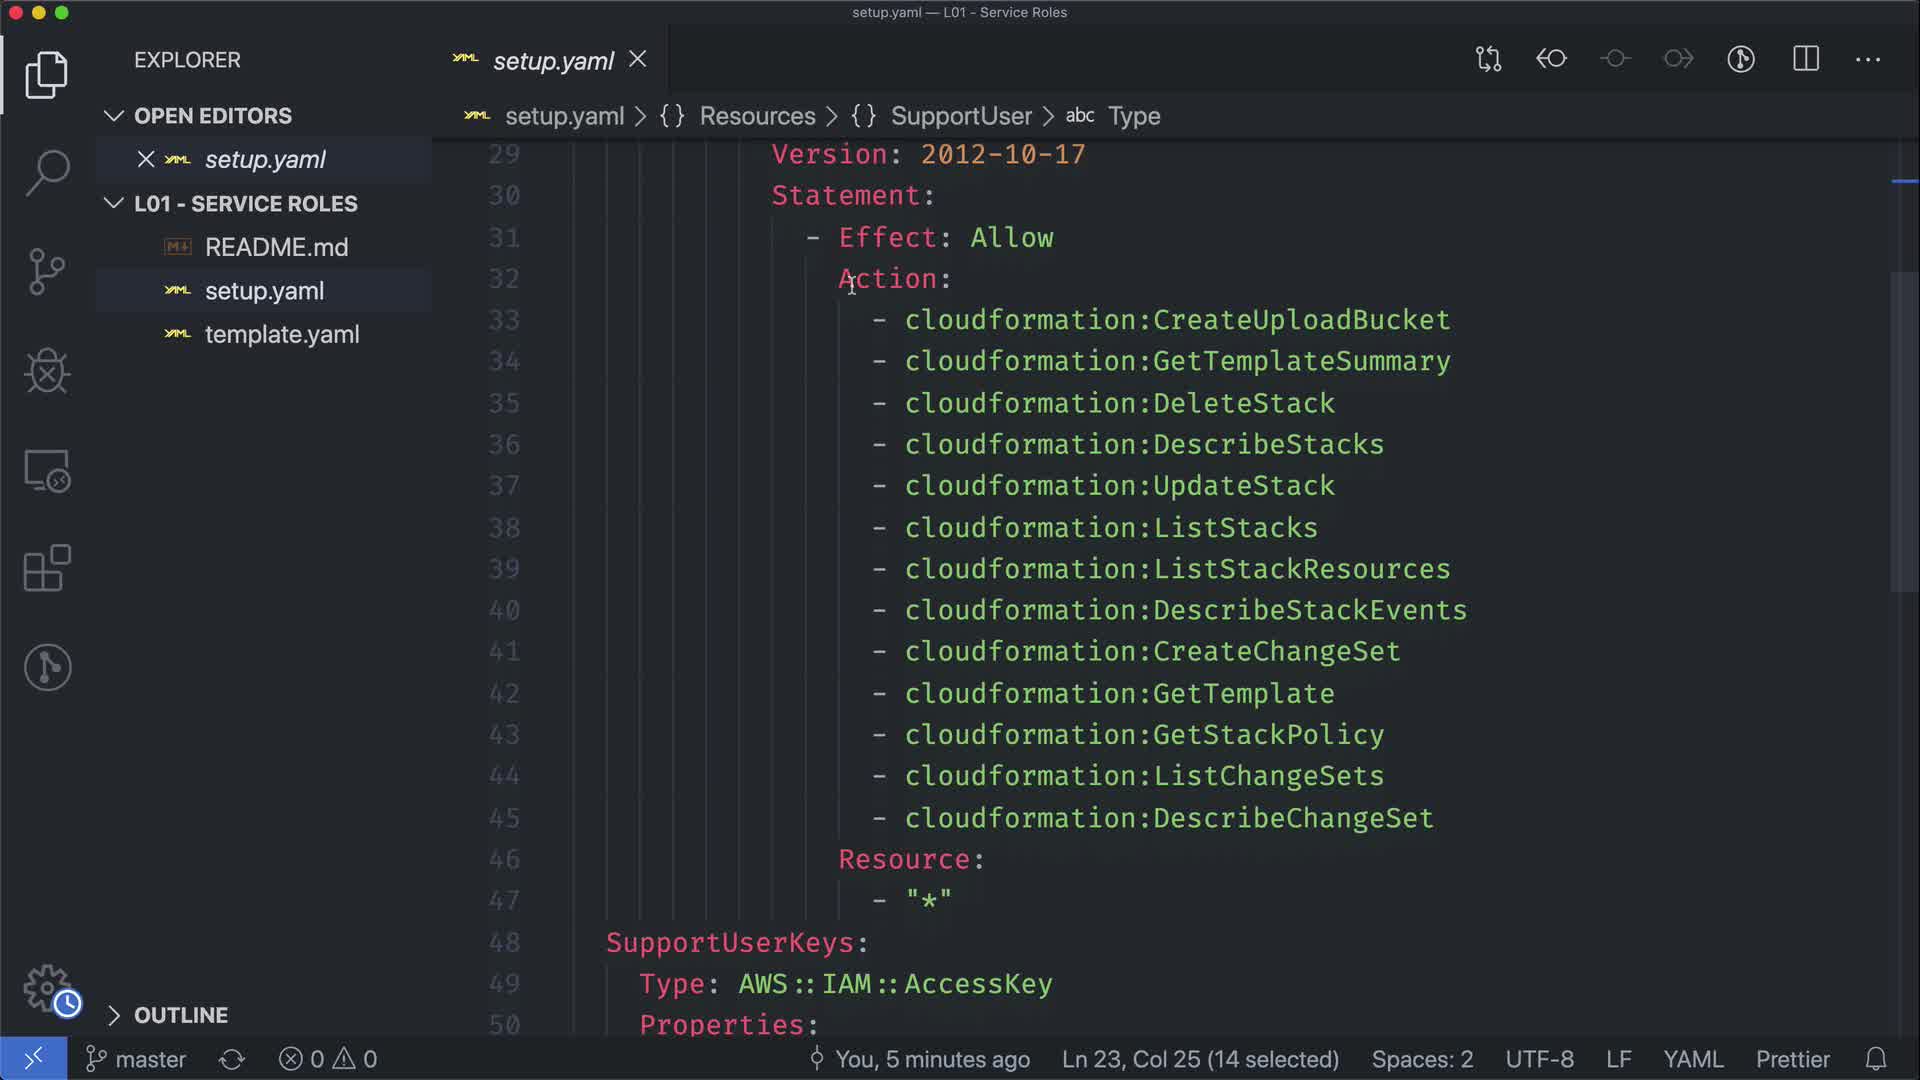 setup.yaml — L01 - Service Roles
EXPLORER
OPEN EDITORS
setup.yaml
L01 - SERVICE ROLES
README.md
setup.yaml
template.yaml
OUTLINE
setup.yaml
setup.yaml > {} Resources > {} SupportUser > abc Type
29 Version: 2012-10-17
30 Statement:
31 - Effect: Allow
32 Action:
33 - cloudformation:CreateUploadBucket
34 - cloudformation:GetTemplateSummary
35 - cloudformation:DeleteStack
36 - cloudformation:DescribeStacks
37 - cloudformation:UpdateStack
38 - cloudformation:ListStacks
39 - cloudformation:ListStackResources
40 - cloudformation:DescribeStackEvents
41 - cloudformation:CreateChangeSet
42 - cloudformation:GetTemplate
43 - cloudformation:GetStackPolicy
44 - cloudformation:ListChangeSets
45 - cloudformation:DescribeChangeSet
46 Resource:
47 - "*"
48 SupportUserKeys:
49 Type: AWS::IAM::AccessKey
50 Properties:
master 0 0 You, 5 minutes ago Ln 23, Col 25 (14 selected) Spaces: 2 UTF-8 LF YAML Prettier